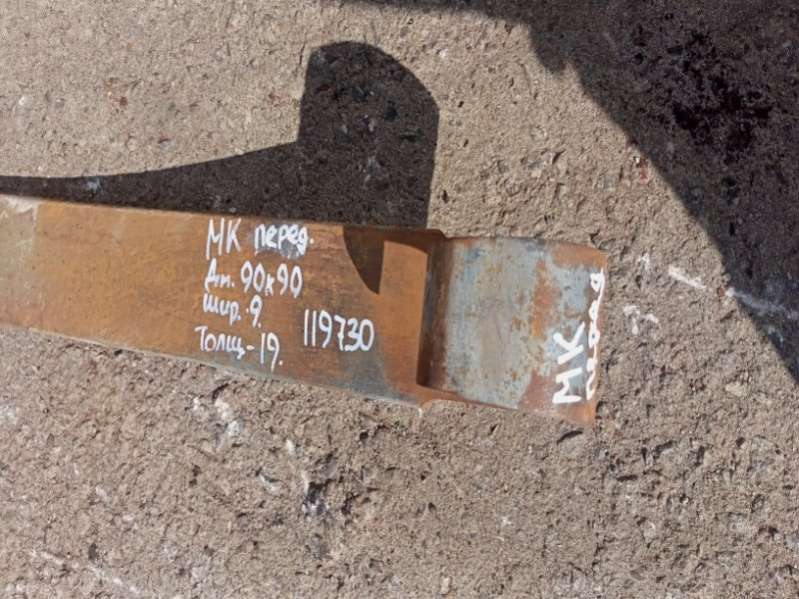 МК перед.
Дл. 90х90
Шир. 9.
Толщ-19.
119730
МК
перед